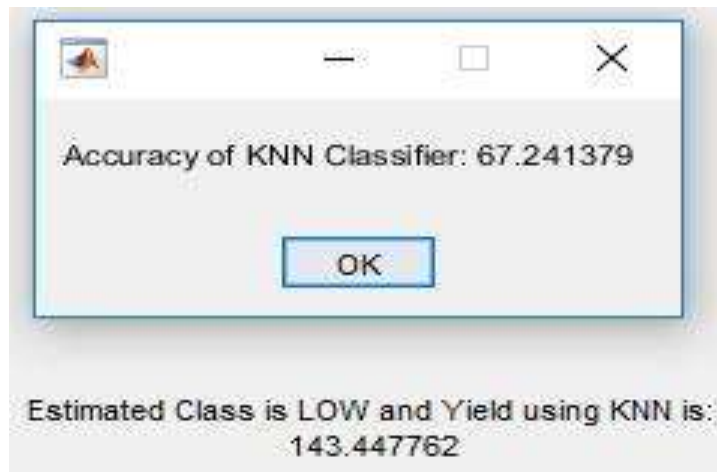 Accuracy of KNN Classifier: 67.241379
OK
Estimated Class is LOW and Yield using KNN is:
143.447762